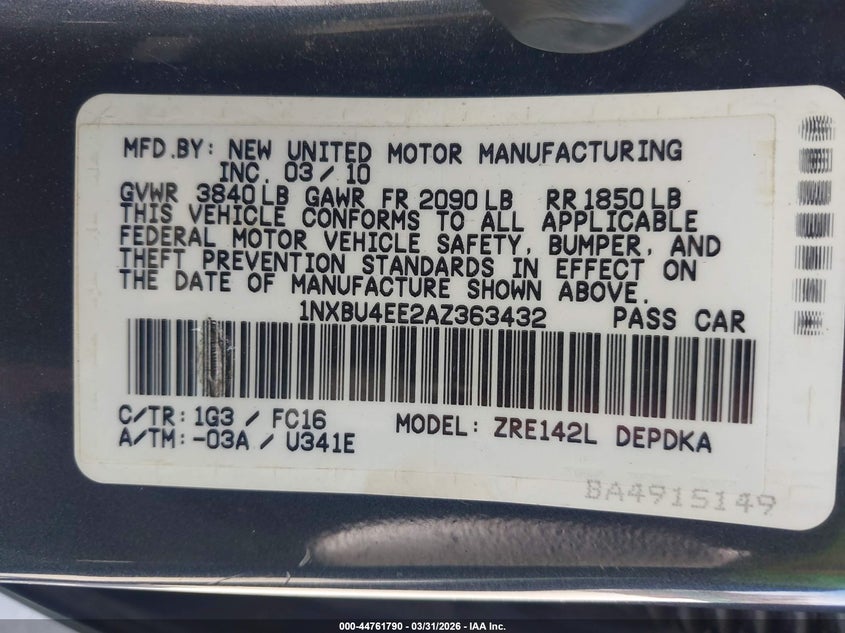 MFD.BY: NEW UNITED MOTOR MANUFACTURING
INC. 03/10
GVWR 3840LB GAWR FR 2090LB RR1850LB
THIS VEHICLE CONFORMS TO ALL APPLICABLE
FEDERAL MOTOR VEHICLE SAFETY, BUMPER, AND
THEFT PREVENTION STANDARDS IN EFFECT ON
THE DATE OF MANUFACTURE SHOWN ABOVE.
1NXBU4EE2AZ363432 PASS CAR
C/TR: 1G3 / FC16
A/TM: -03A / U341E
MODEL: ZRE142L DEPDKA
BA4915149
000-44761790 - 03/31/2026 - IAA Inc.